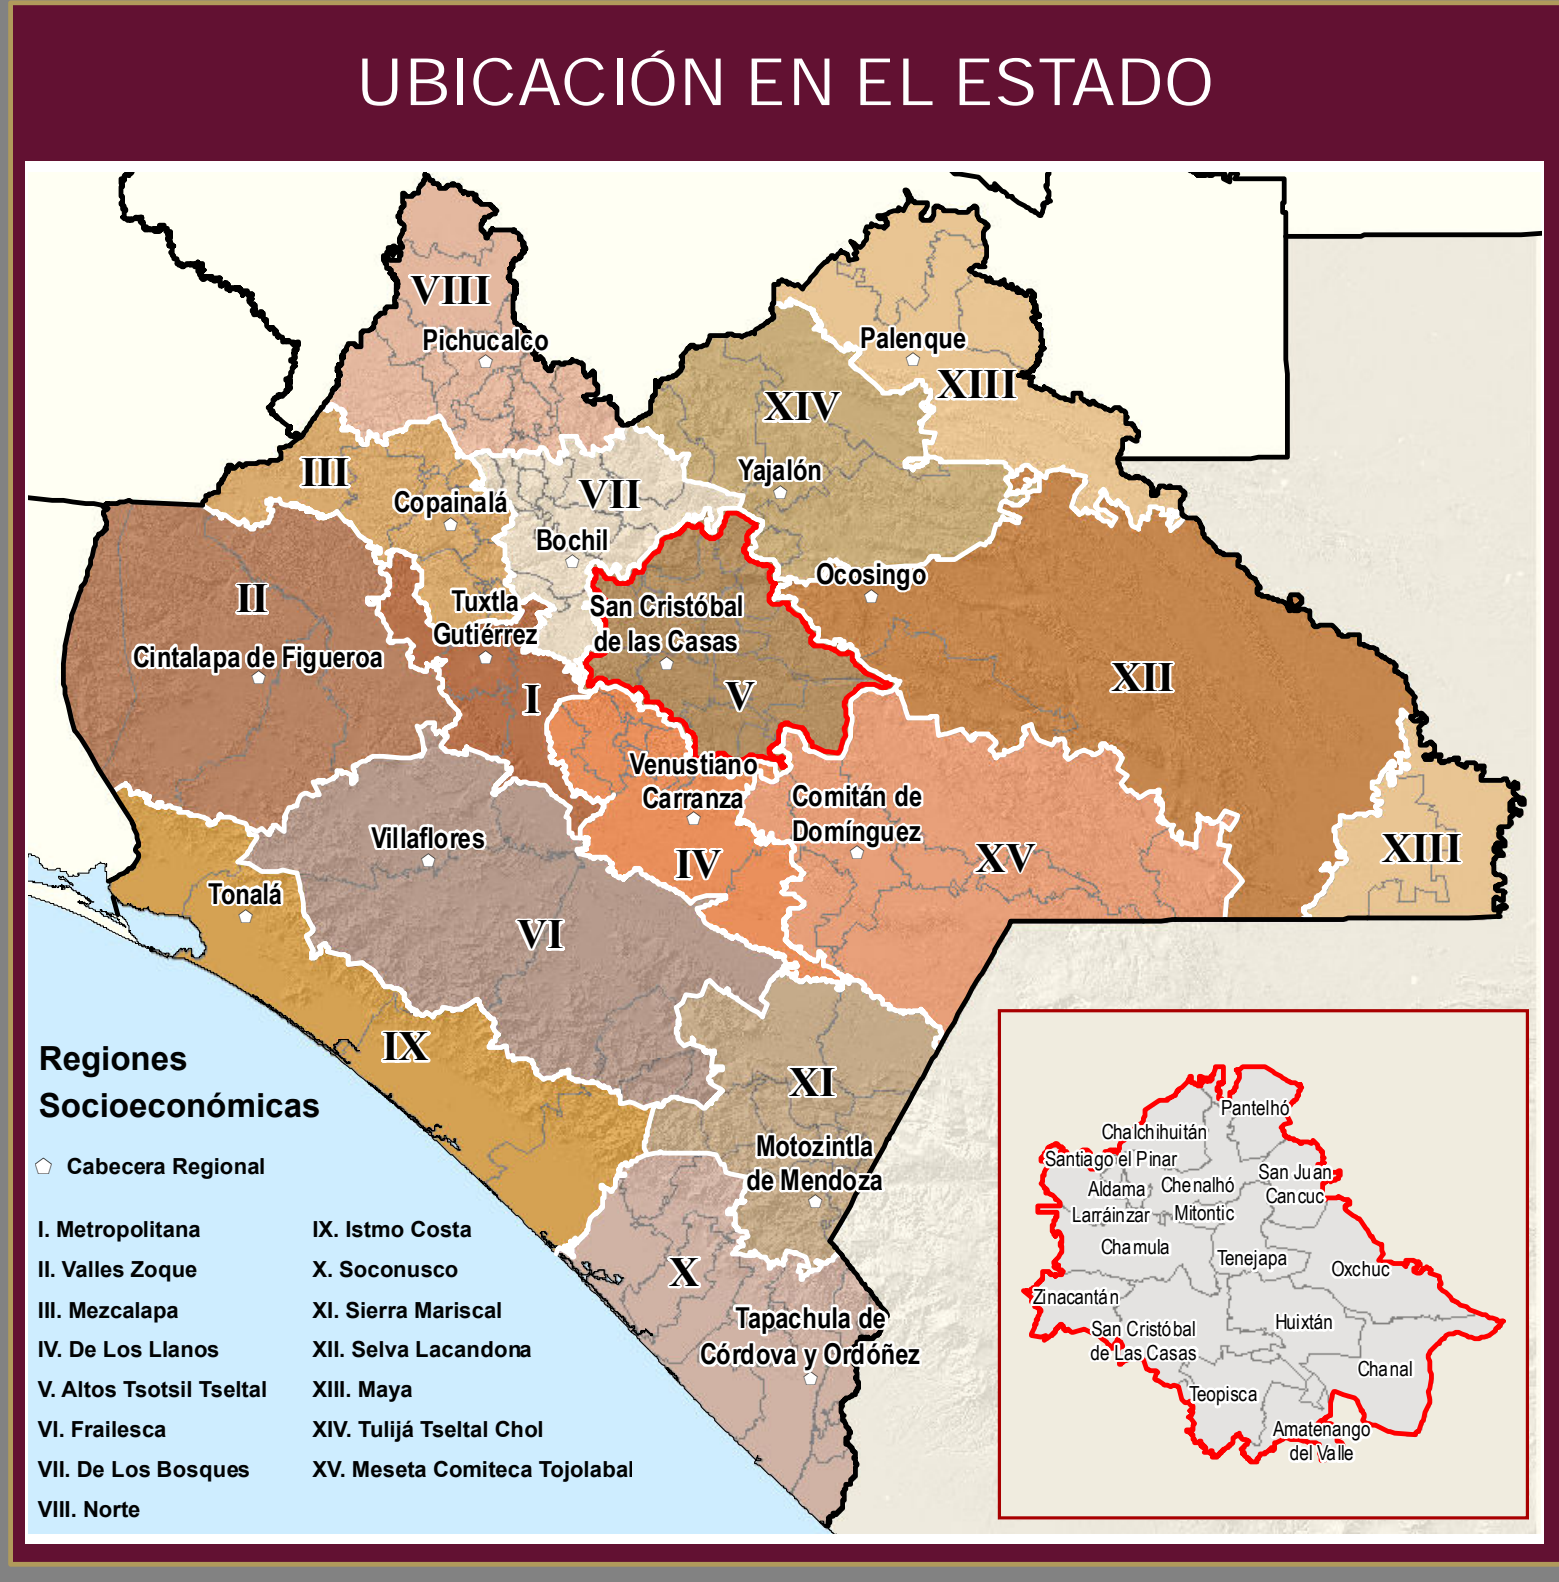 UBICACIÓN EN EL ESTADO
VIII
Pichucalco
Palenque
XIII
XIV
III
Yajalón
VII
Copainalá
Bochil
Ocosingo
II
Tuxtla
Gutiérrez
San Cristóbal
de las Casas
Cintalapa de Figueroa
XII
I
V
Venustiano
Carranza
Comitán de
Domínguez
Villaflores
IV
XV
XIII
Tonalá
VI
IX
XI
Motozintla
de Mendoza
X
Tapachula de
Córdova y Ordóñez
Regiones
Socioeconómicas
Cabecera Regional
I. Metropolitana
II. Valles Zoque
III. Mezcalapa
IV. De Los Llanos
V. Altos Tsotsil Tseltal
VI. Frailesca
VII. De Los Bosques
VIII. Norte
IX. Istmo Costa
X. Soconusco
XI. Sierra Mariscal
XII. Selva Lacandona
XIII. Maya
XIV. Tulijá Tseltal Chol
XV. Meseta Comiteca Tojolabal
Pantelhó
Chalchihuitán
Santiago el Pinar
San Juan
Cancuc
Aldama
Chenalhó
Larráinzar
Mitontic
Chamula
Tenejapa
Oxchuc
Zinacantán
Huixtán
San Cristóbal
de Las Casas
Chanal
Teopisca
Amatenango
del Valle